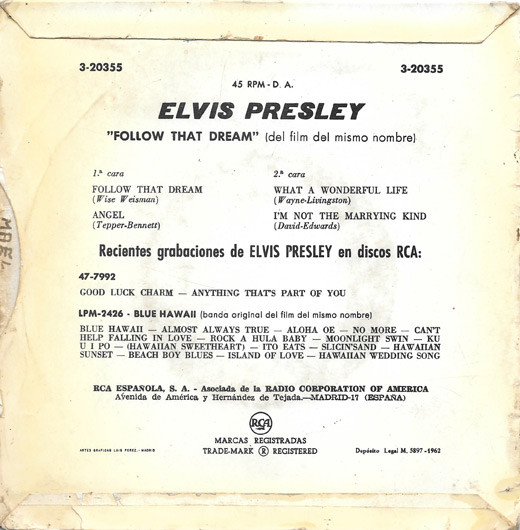 3-20355 3-20355
45 RPM - D. A.
ELVIS PRESLEY
"FOLLOW THAT DREAM" (del film del mismo nombre)
1.ª cara 2.ª cara
FOLLOW THAT DREAM WHAT A WONDERFUL LIFE
(Wise Weisman) (Wayne-Livingston)
ANGEL I'M NOT THE MARRYING KIND
(Tepper-Bennett) (David-Edwards)
Recientes grabaciones de ELVIS PRESLEY en discos RCA:
47-7992
GOOD LUCK CHARM — ANYTHING THAT'S PART OF YOU
LPM-2426 - BLUE HAWAII (banda original del film del mismo nombre)
BLUE HAWAII — ALMOST ALWAYS TRUE — ALOHA OE — NO MORE — CAN'T
HELP FALLING IN LOVE — ROCK A HULA BABY — MOONLIGHT SWIN — KU
U I PO — (HAWAIIAN SWEETHEART) — ITO EATS — SLICIN'SAND — HAWAIIAN
SUNSET — BEACH BOY BLUES — ISLAND OF LOVE — HAWAIIAN WEDDING SONG
RCA ESPAÑOLA, S. A. - Asociada de la RADIO CORPORATION OF AMERICA
Avenida de América y Hernández de Tejada.—MADRID-17 (ESPAÑA)
RCA
MARCAS REGISTRADAS
ARTES GRAFICAS LUIS PEREZ.-MADRID TRADE-MARK ® REGISTERED Depósito Legal M. 5897-1962